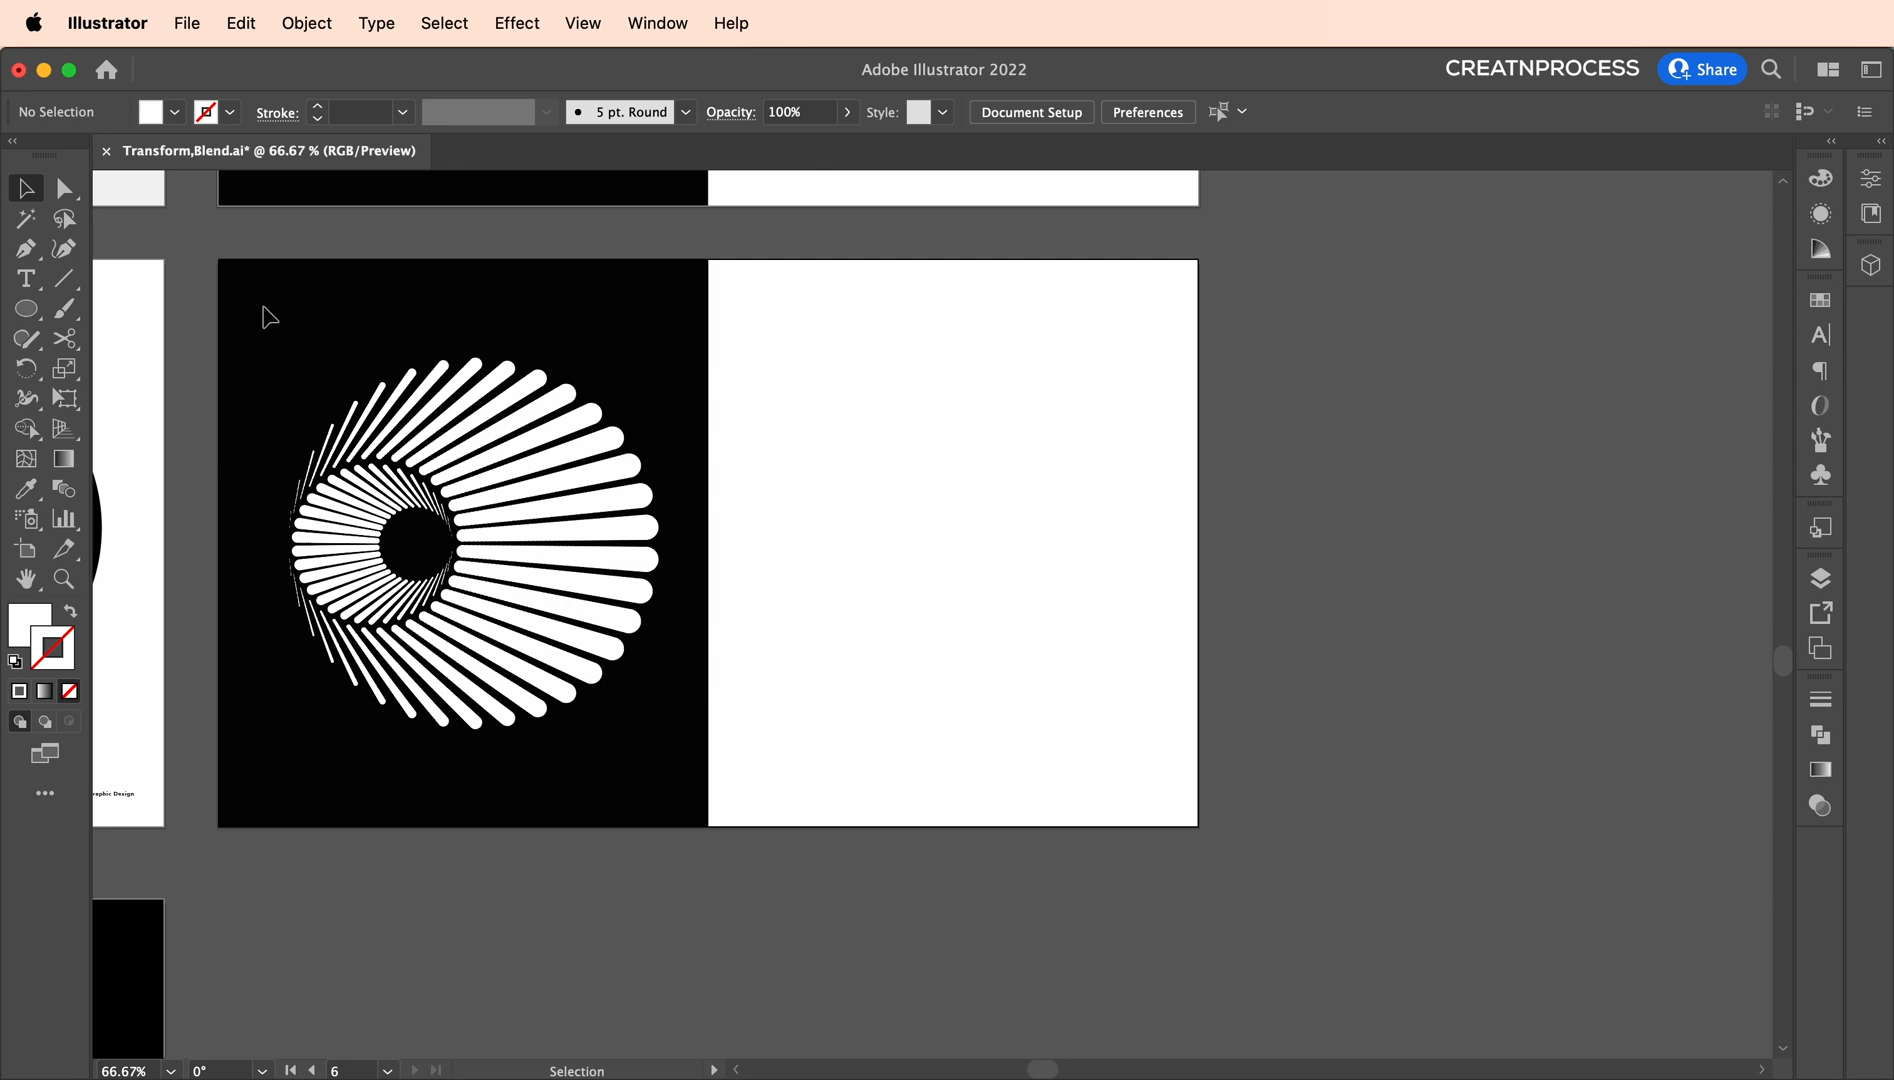 Illustrator File Edit Object Type Select Effect View Window Help
Adobe Illustrator 2022
CREATNPROCESS
Share
No Selection
Stroke:
5 pt. Round
Opacity: 100%
Style:
Document Setup
Preferences
Transform,Blend.ai* @ 66.67 % (RGB/Preview)
raphic Design
66.67%
0°
6
Selection